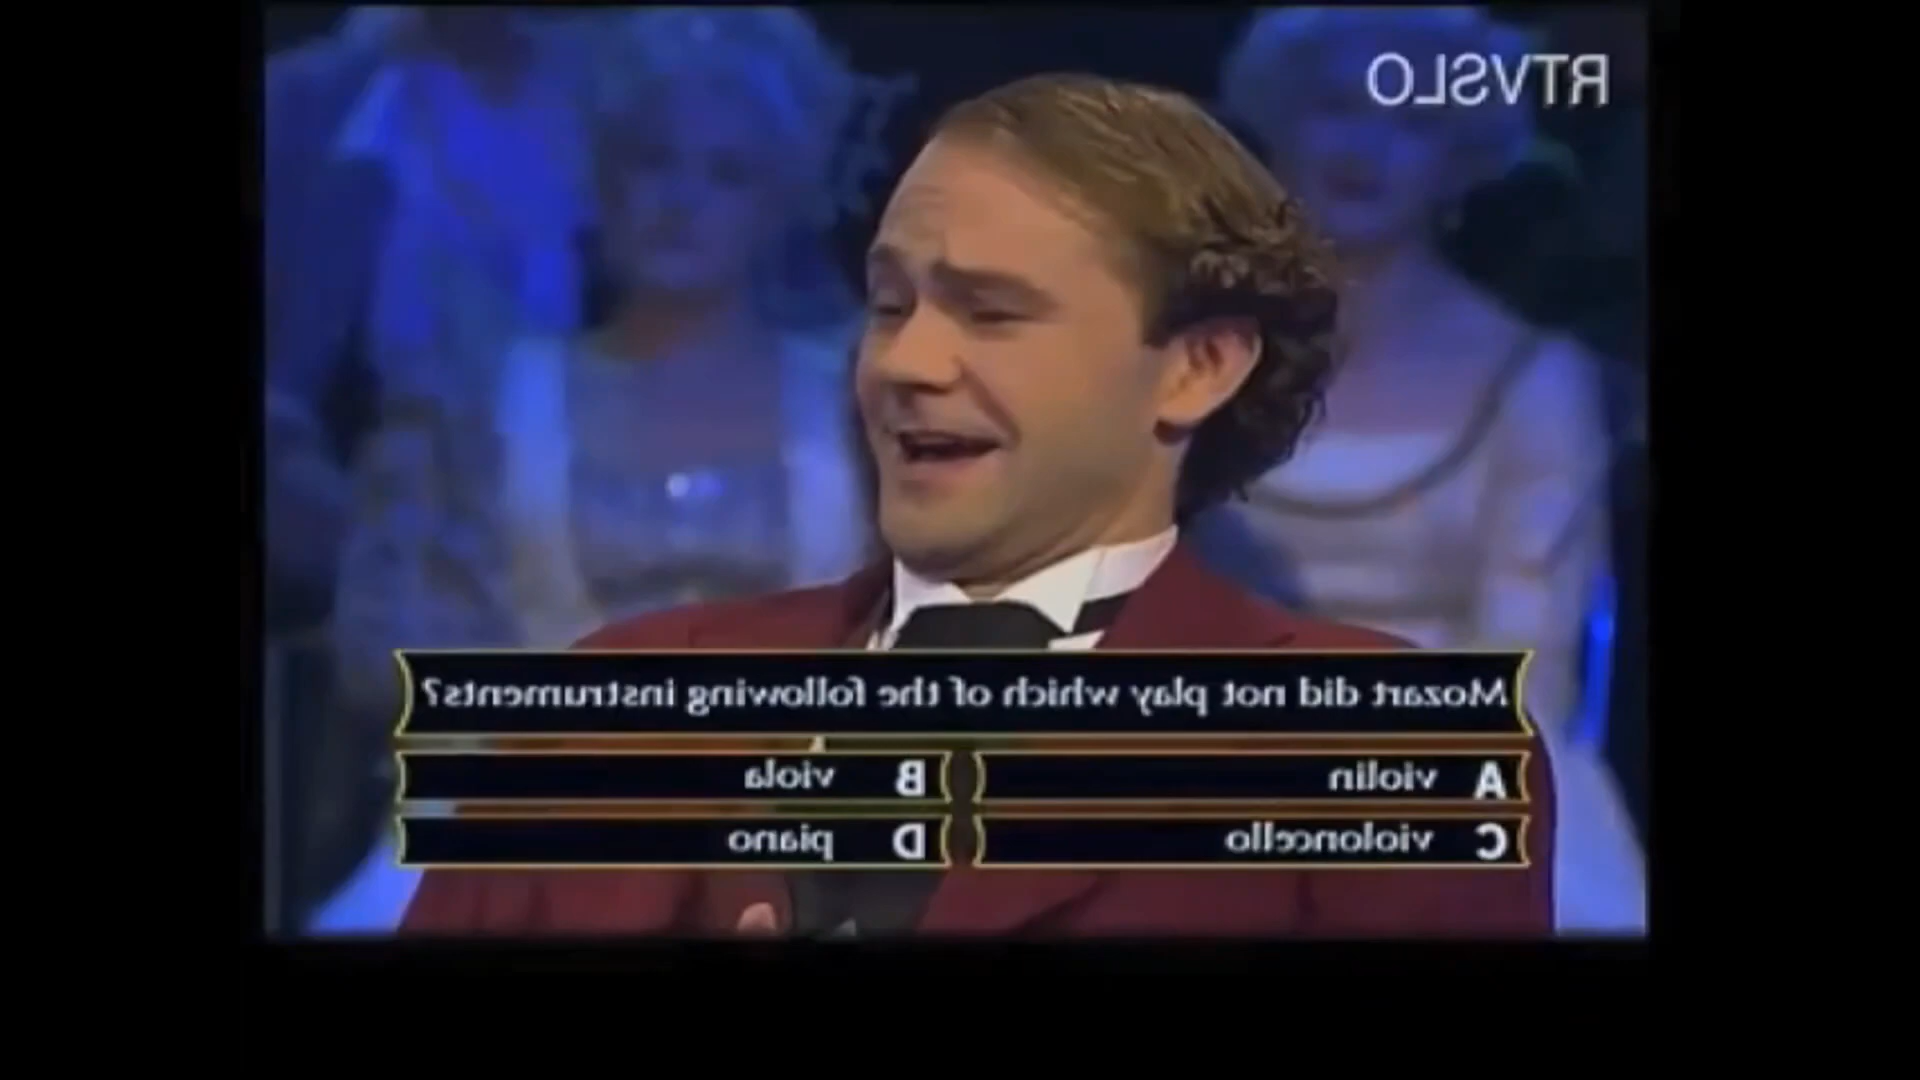 RTVSLO
Mozart did not play which of the following instruments?
A violin
B viola
C violoncello
D piano